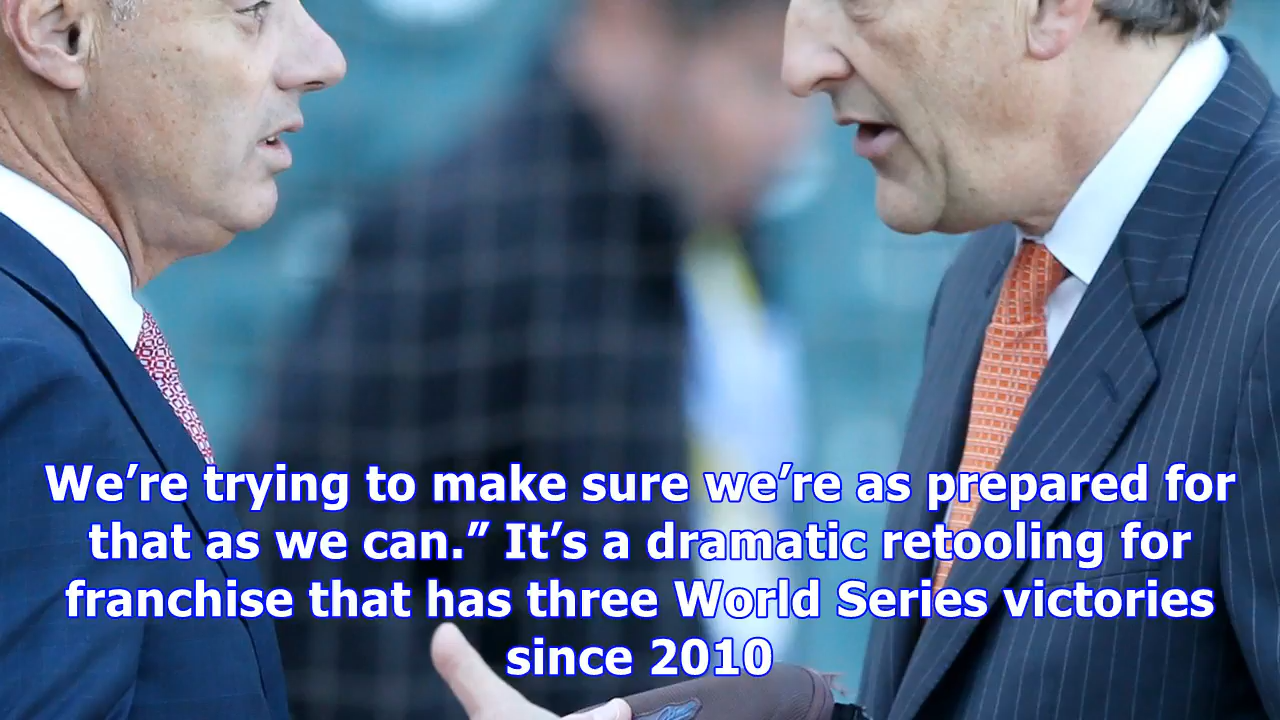 We’re trying to make sure we’re as prepared for
that as we can.” It’s a dramatic retooling for
franchise that has three World Series victories
since 2010